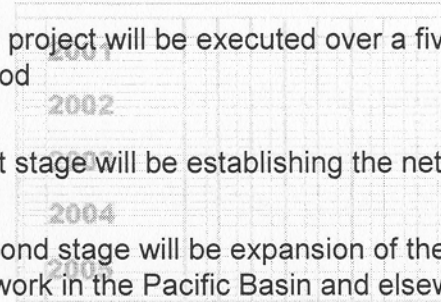 project will be executed over a fiv
2001
od
2002
t stage will be establishing the net
2003
2004
ond stage will be expansion of the
2005
work in the Pacific Basin and elsew